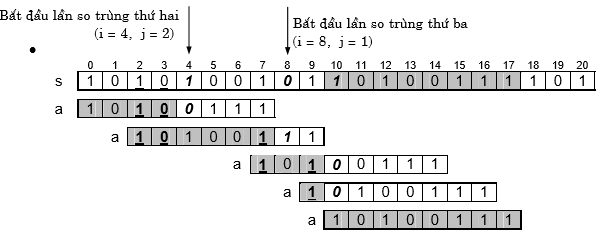 Bắt đầu lần so trùng thứ hai
(i = 4, j = 2)
Bắt đầu lần so trùng thứ ba
(i = 8, j = 1)
0 1 2 3 4 5 6 7 8 9 10 11 12 13 14 15 16 17 18 19 20
s 1 0 1 0 1 0 0 1 0 1 1 0 1 0 0 1 1 1 1 0 1
a 1 0 1 0 0 1 1 1
a 1 0 1 0 0 1 1 1
a 1 0 1 0 0 1 1 1
a 1 0 1 0 0 1 1 1
a 1 0 1 0 0 1 1 1